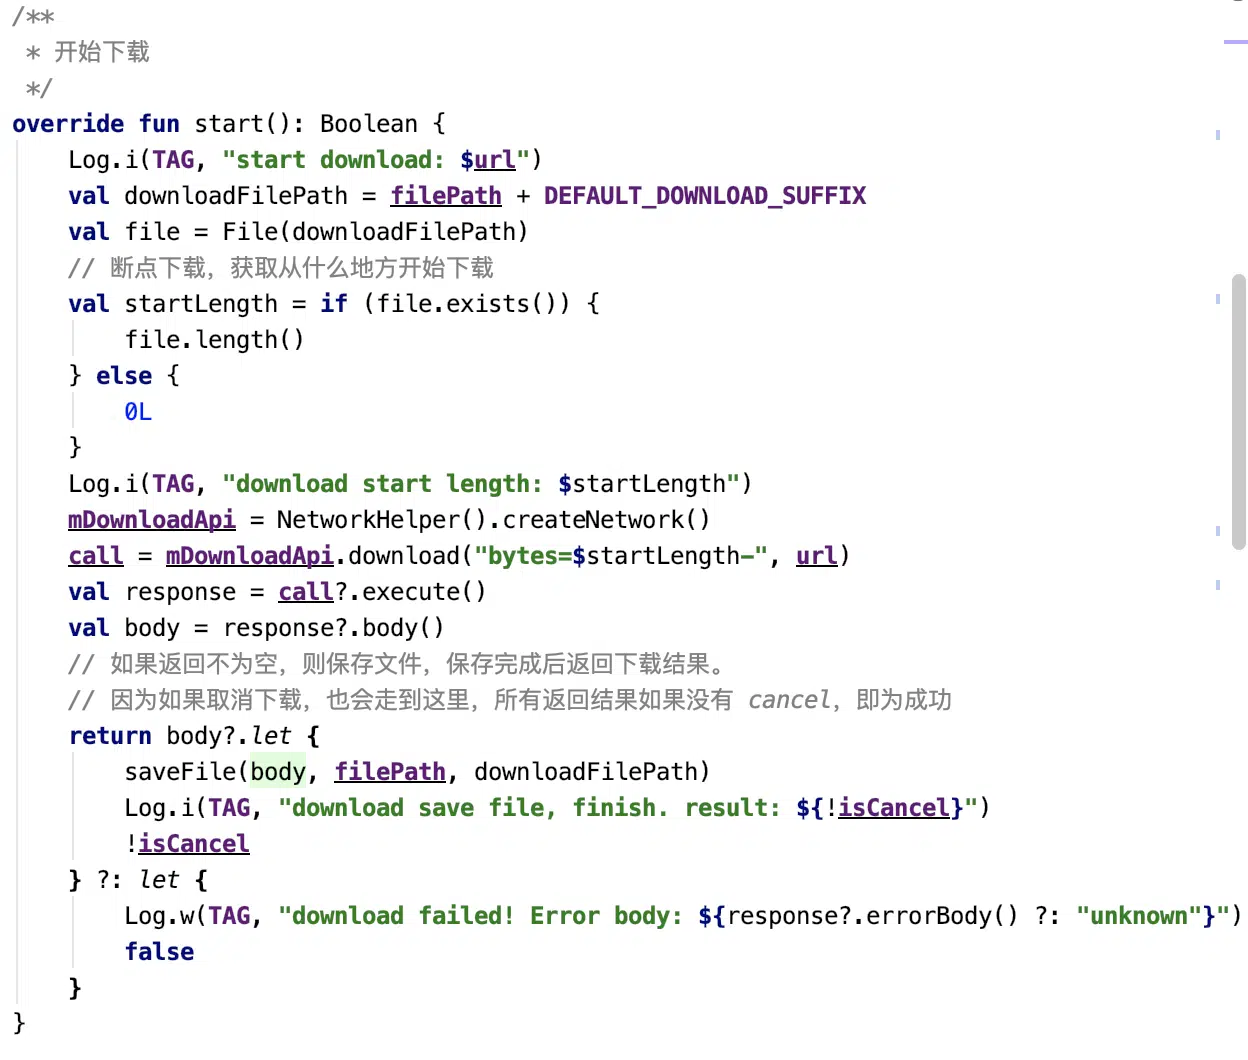 /**
 * 开始下载
 */
override fun start(): Boolean {
    Log.i(TAG, "start download: $url")
    val downloadFilePath = filePath + DEFAULT_DOWNLOAD_SUFFIX
    val file = File(downloadFilePath)
    // 断点下载，获取从什么地方开始下载
    val startLength = if (file.exists()) {
        file.length()
    } else {
        0L
    }
    Log.i(TAG, "download start length: $startLength")
    mDownloadApi = NetworkHelper().createNetwork()
    call = mDownloadApi.download("bytes=$startLength-", url)
    val response = call?.execute()
    val body = response?.body()
    // 如果返回不为空，则保存文件，保存完成后返回下载结果。
    // 因为如果取消下载，也会走到这里，所有返回结果如果没有 cancel，即为成功
    return body?.let {
        saveFile(body, filePath, downloadFilePath)
        Log.i(TAG, "download save file, finish. result: ${!isCancel}")
        !isCancel
    } ?: let {
        Log.w(TAG, "download failed! Error body: ${response?.errorBody() ?: "unknown"}")
        false
    }
}